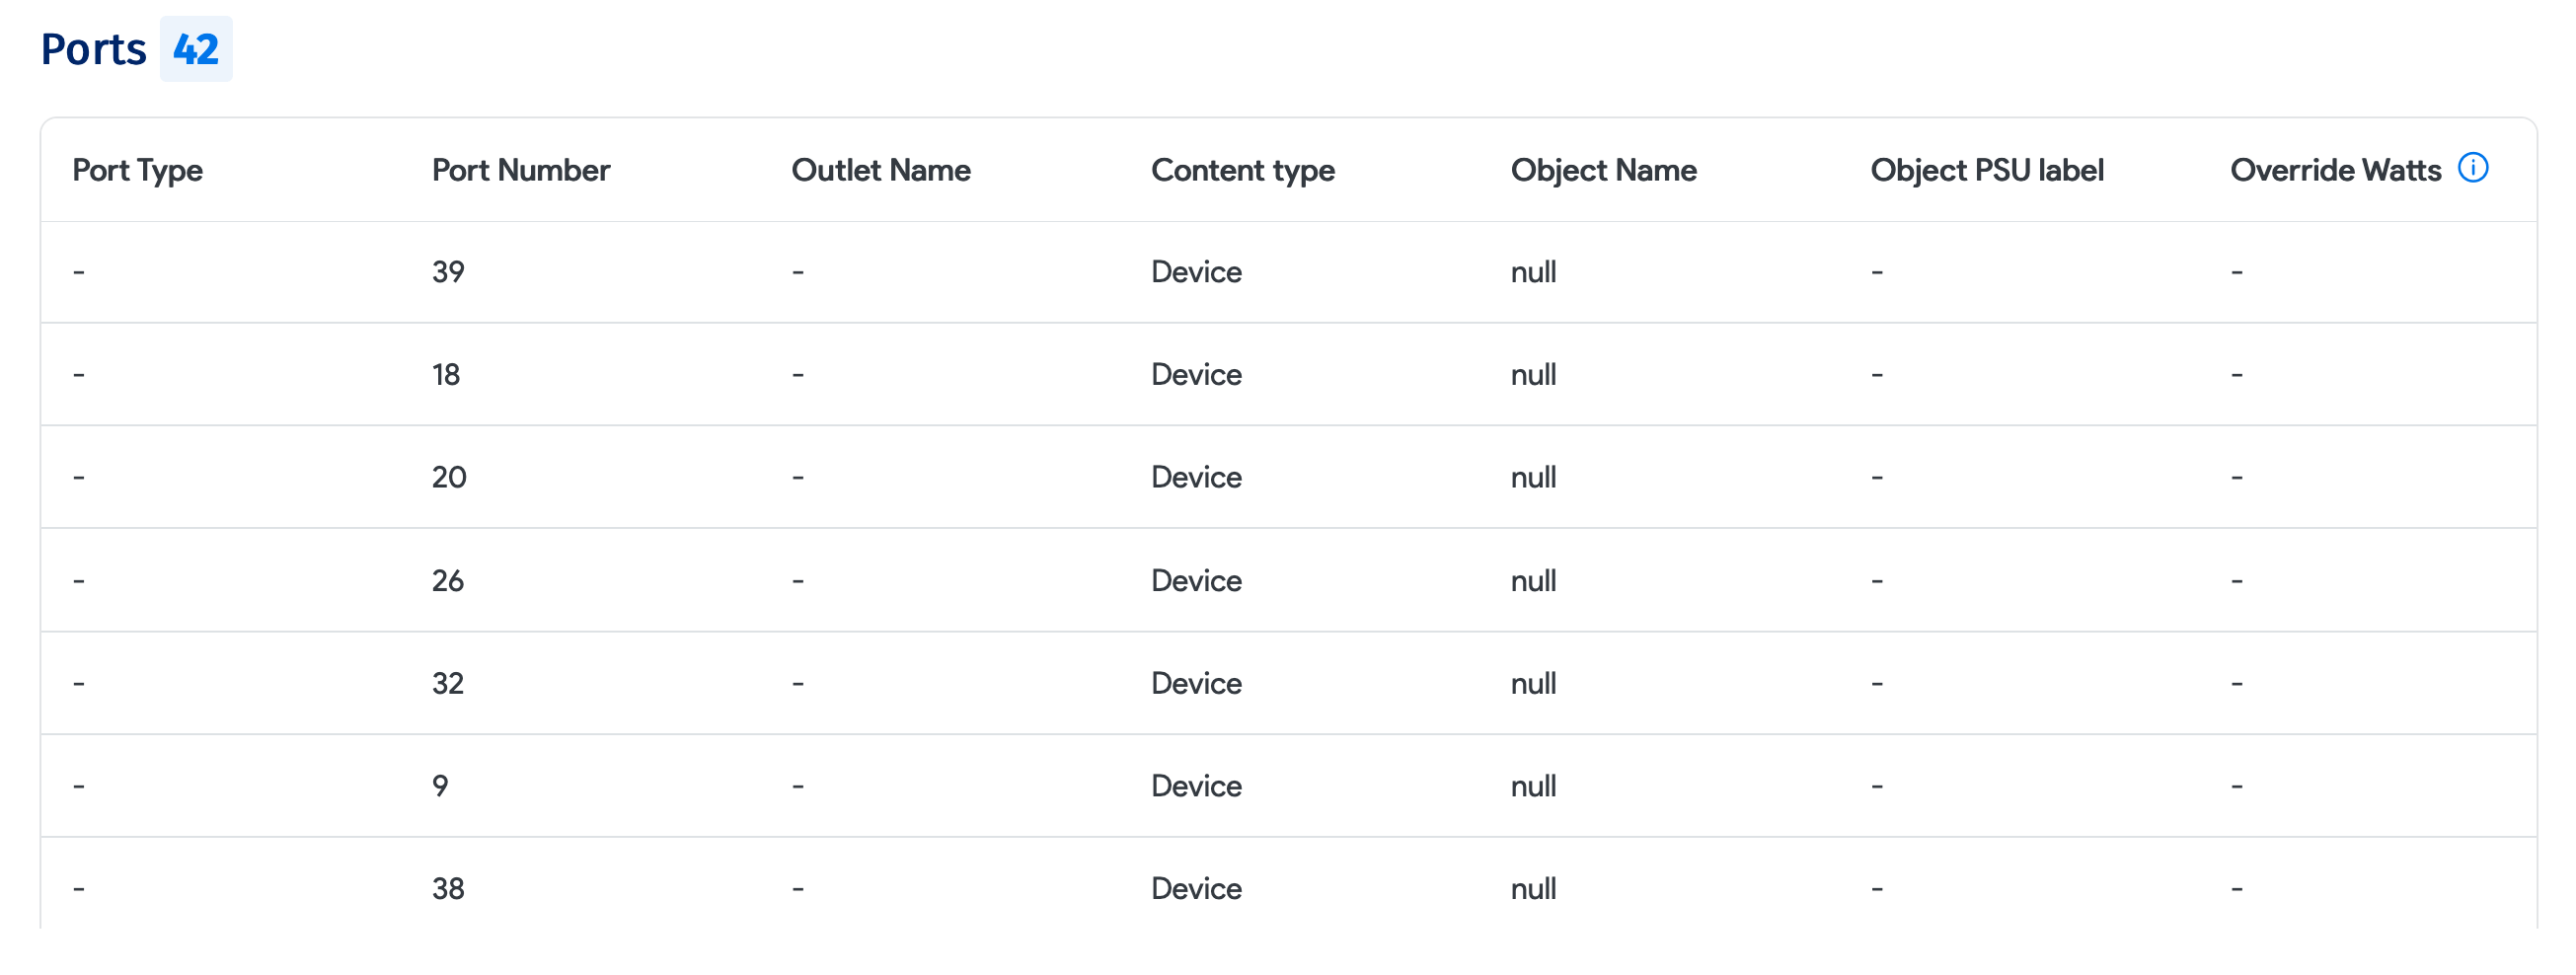 Ports 42
Port Type Port Number Outlet Name Content type Object Name Object PSU label Override Watts
- 39 - Device null - -
- 18 - Device null - -
- 20 - Device null - -
- 26 - Device null - -
- 32 - Device null - -
- 9 - Device null - -
- 38 - Device null - -